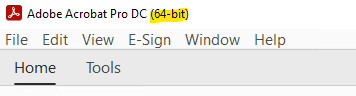 Adobe Acrobat Pro DC (64-bit)
File Edit View E-Sign Window Help
Home Tools